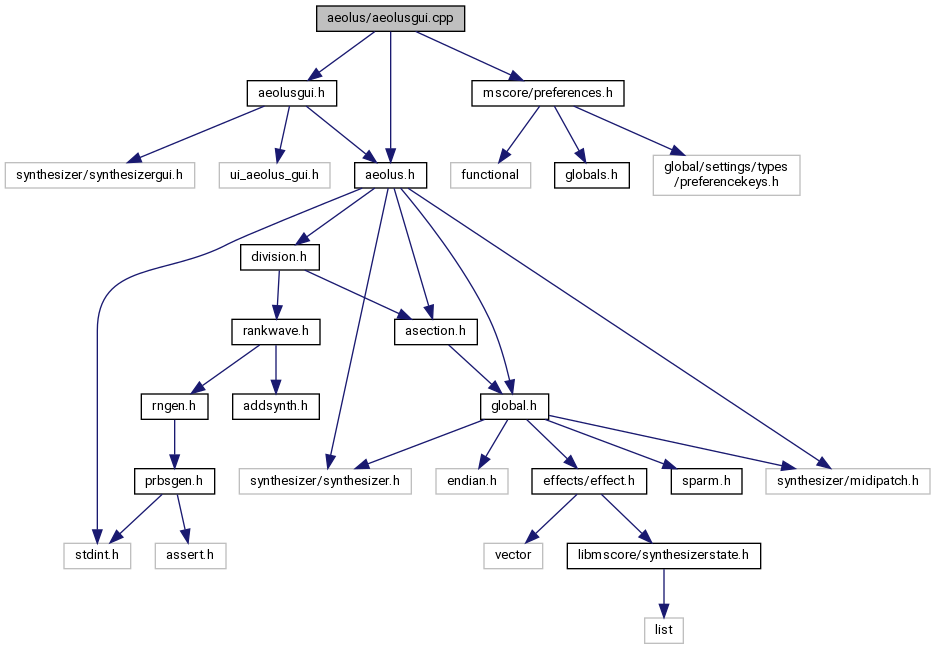 aeolus/aeolusgui.cpp
aeolusgui.h
mscore/preferences.h
synthesizer/synthesizergui.h
ui_aeolus_gui.h
aeolus.h
functional
globals.h
global/settings/types
/preferencekeys.h
division.h
rankwave.h
asection.h
rngen.h
addsynth.h
global.h
prbsgen.h
synthesizer/synthesizer.h
endian.h
effects/effect.h
sparm.h
synthesizer/midipatch.h
stdint.h
assert.h
vector
libmscore/synthesizerstate.h
list